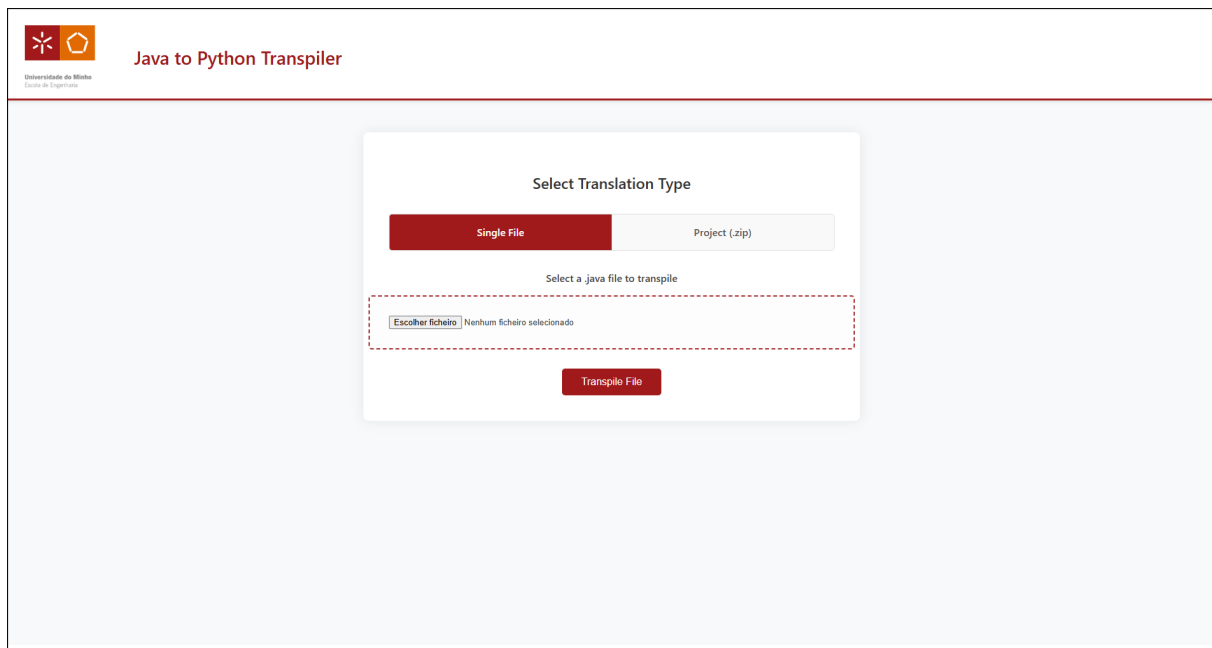 Java to Python Transpiler
Universidade do Minho
Escola de Engenharia
Select Translation Type
Single File
Project (.zip)
Select a .java file to transpile
Escolher ficheiro Nenhum ficheiro selecionado
Transpile File